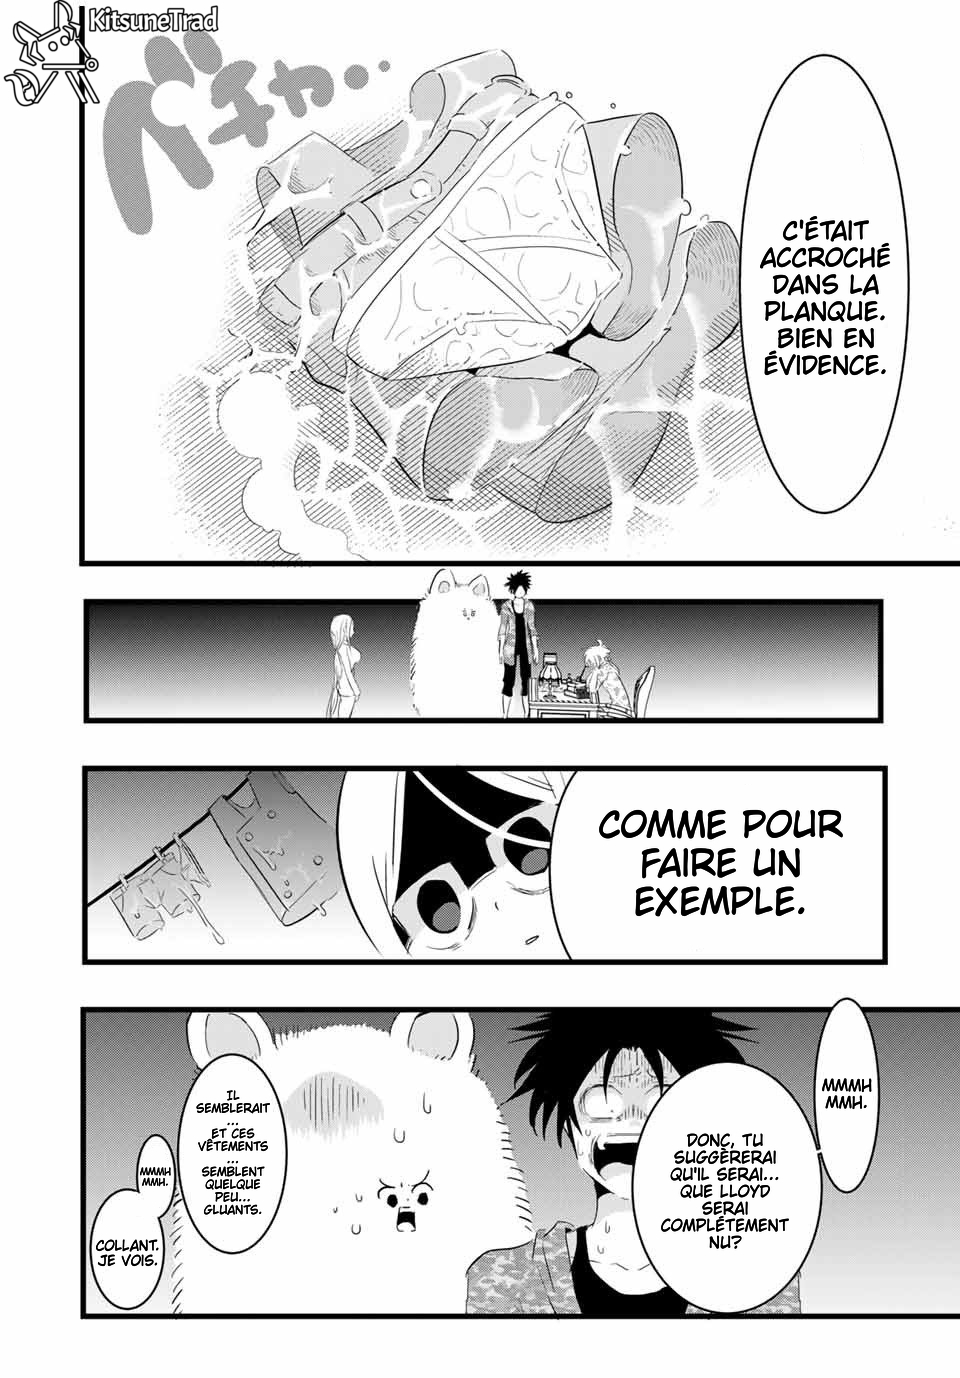 KitsuneTrad
ベチャ…
C'ÉTAIT
ACCROCHÉ
DANS LA
PLANQUE.
BIEN EN
ÉVIDENCE.
COMME POUR
FAIRE UN
EXEMPLE.
MMMH
MMH.
DONC, TU
SUGGÈRERAI
QU'IL SERAI...
QUE LLOYD
SERAI
COMPLÉTEMENT
NU?
IL
SEMBLERAIT
...
ET CES
VÊTEMENTS
...
SEMBLENT
QUELQUE
PEU...
GLUANTS.
MMMH
MMH.
COLLANT.
JE VOIS.